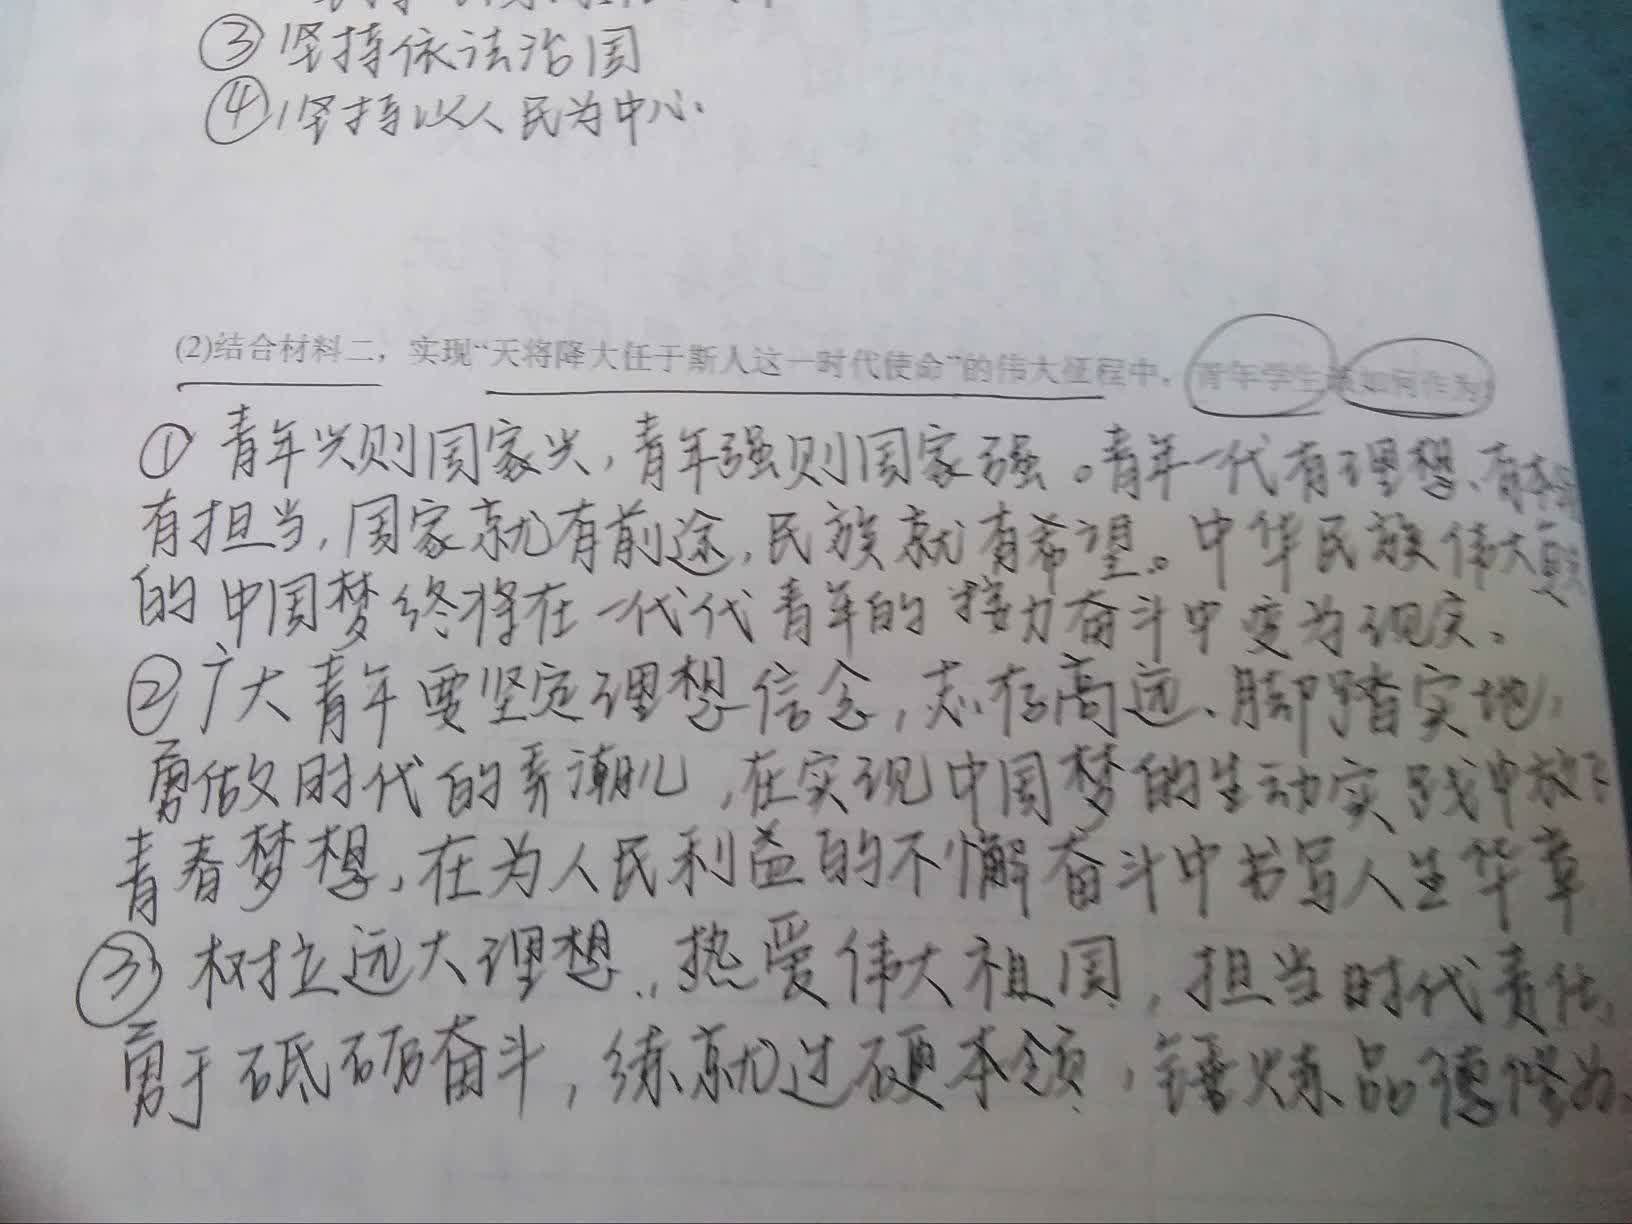 ③坚持依法治国
④坚持以人民为中心.
(2)结合材料二，实现“天将降大任于斯人这一时代使命”的伟大征程中，青年学生该如何作为?
①青年兴则国家兴,青年强则国家强。青年一代有理想、有本
有担当,国家就有前途,民族就有希望。中华民族伟大复
的中国梦终将在一代代青年的接力奋斗中变为现实。
②广大青年要坚定理想信念,志存高远、脚踏实地,
勇做时代的弄潮儿,在实现中国梦的生动实践中放飞
青春梦想,在为人民利益的不懈奋斗中书写人生华章
③树立远大理想.,热爱伟大祖国,担当时代责任,
勇于砥砺奋斗,练就过硬本领,锤炼品德修为.